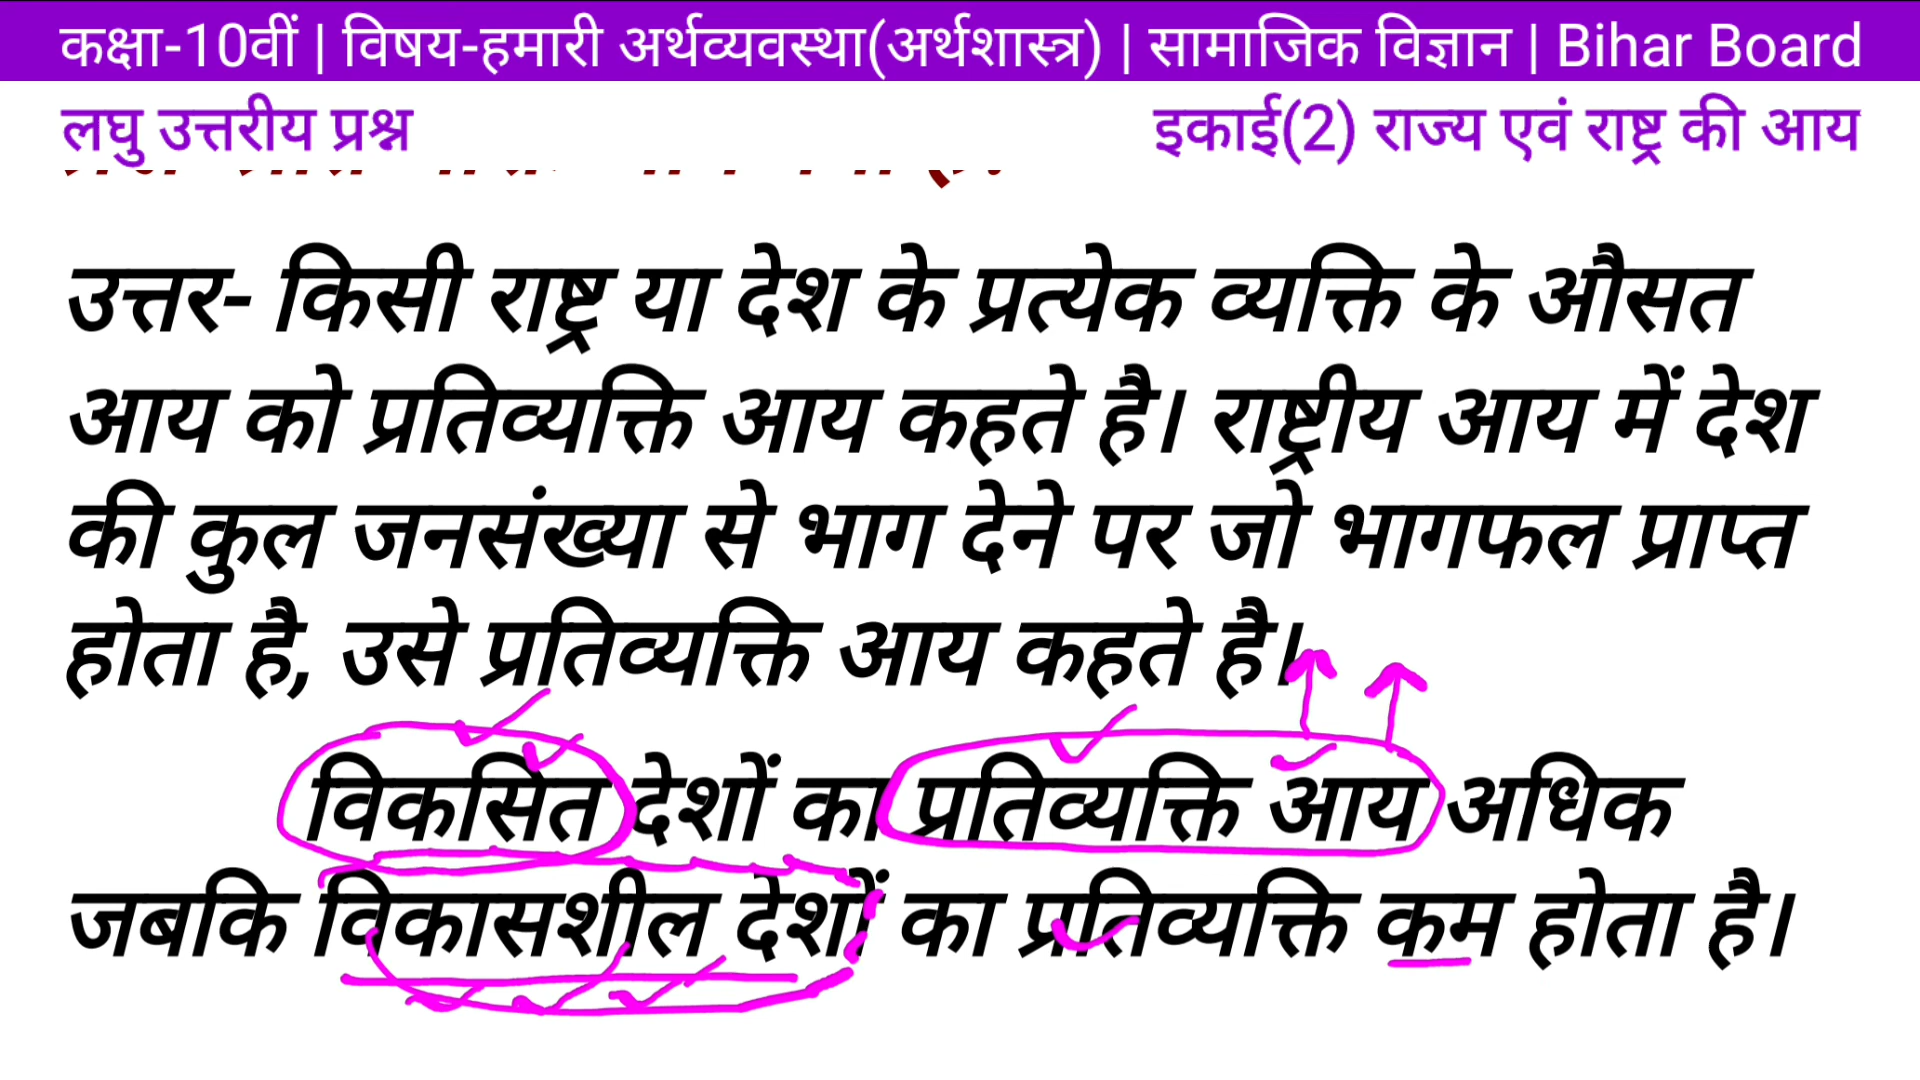 कक्षा-10वीं | विषय-हमारी अर्थव्यवस्था(अर्थशास्त्र) | सामाजिक विज्ञान | Bihar Board
लघु उत्तरीय प्रश्न इकाई(2) राज्य एवं राष्ट्र की आय
उत्तर- किसी राष्ट्र या देश के प्रत्येक व्यक्ति के औसत
आय को प्रतिव्यक्ति आय कहते है। राष्ट्रीय आय में देश
की कुल जनसंख्या से भाग देने पर जो भागफल प्राप्त
होता है, उसे प्रतिव्यक्ति आय कहते है।
विकसित देशों का प्रतिव्यक्ति आय अधिक
जबकि विकासशील देशों का प्रतिव्यक्ति कम होता है।